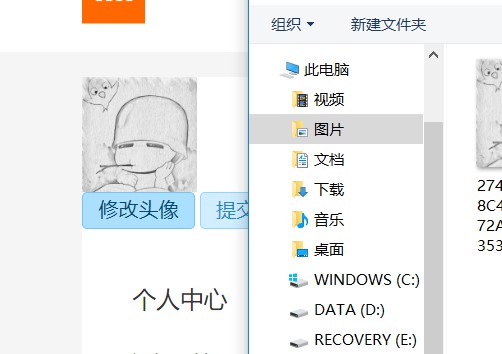 组织
新建文件夹
此电脑
视频
图片
文档
下载
音乐
桌面
WINDOWS (C:)
DATA (D:)
RECOVERY (E:)
274
8C4
72A
353
修改头像
提交
个人中心